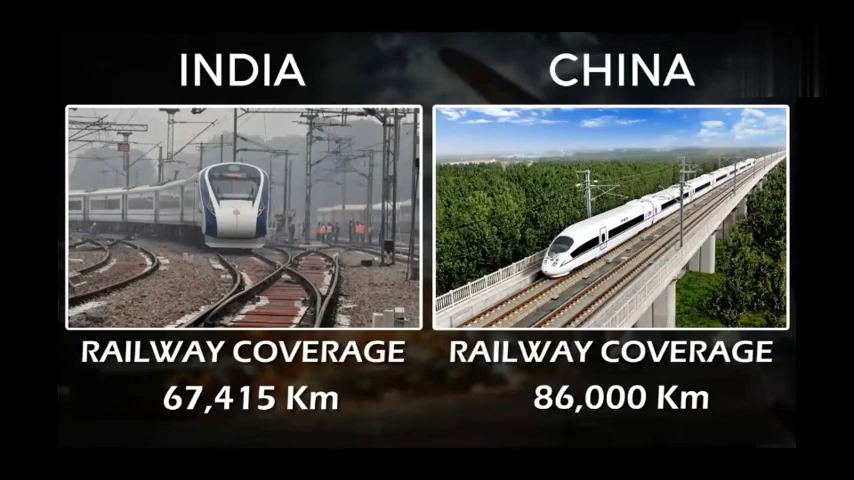 INDIA
CHINA
RAILWAY COVERAGE
67,415 Km
RAILWAY COVERAGE
86,000 Km